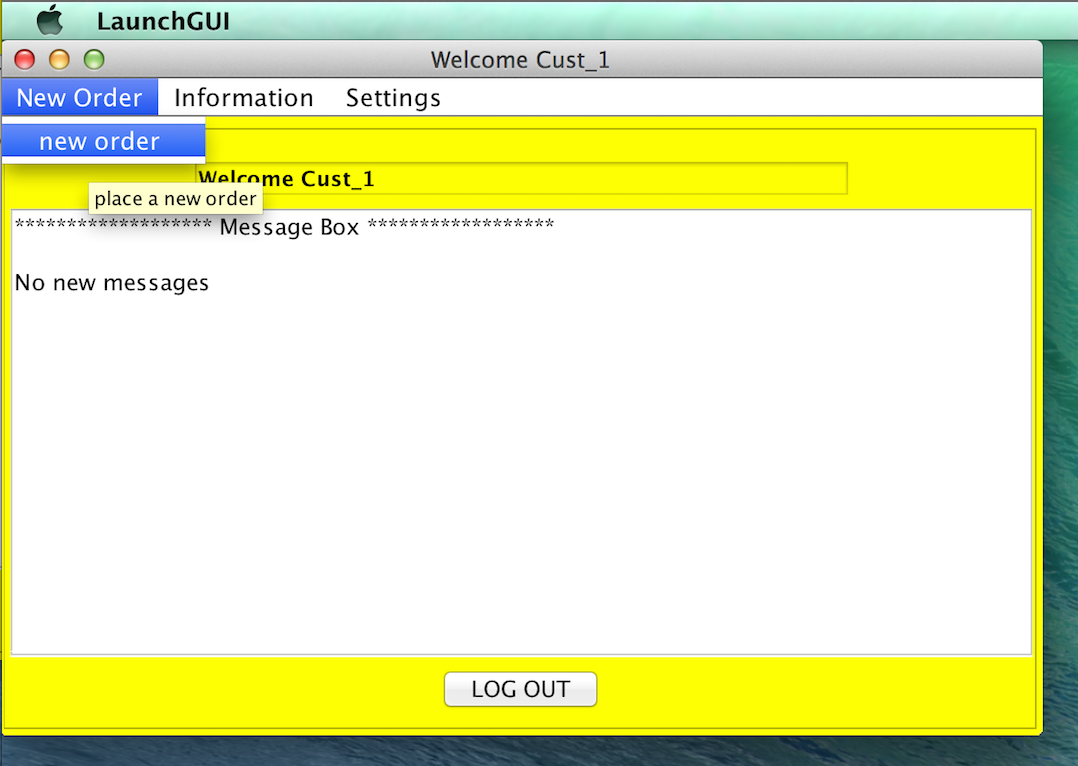 LaunchGUI
Welcome Cust_1
New Order Information Settings
new order
Welcome Cust_1
place a new order
******************* Message Box ******************
No new messages
LOG OUT